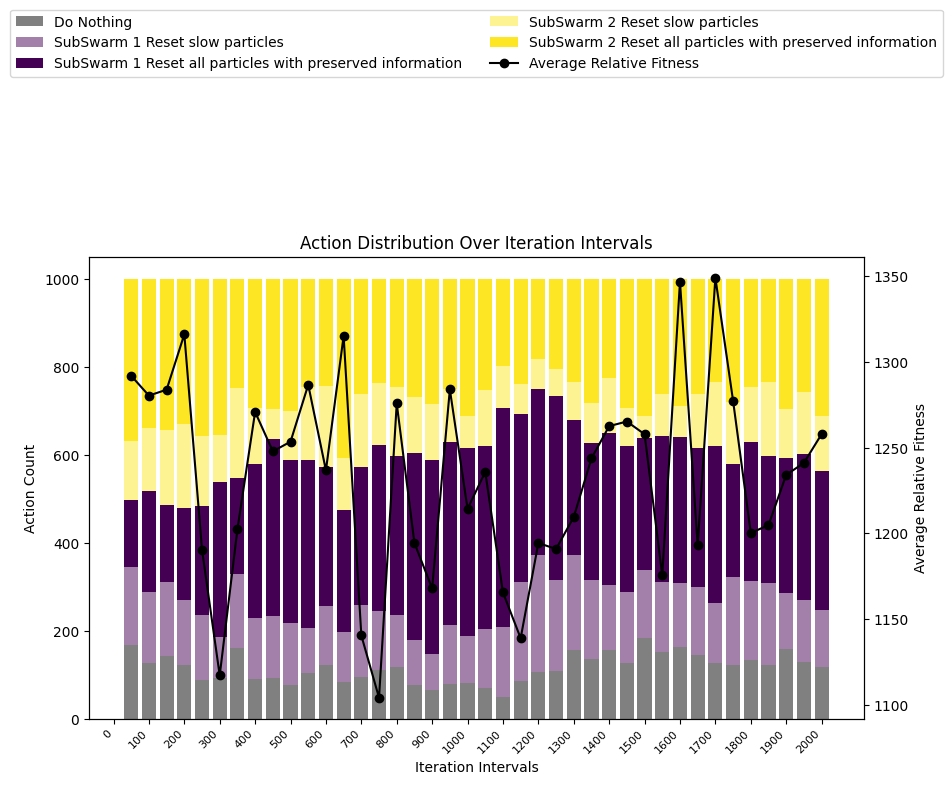 Do Nothing
SubSwarm 1 Reset slow particles
SubSwarm 1 Reset all particles with preserved information
SubSwarm 2 Reset slow particles
SubSwarm 2 Reset all particles with preserved information
Average Relative Fitness
Action Distribution Over Iteration Intervals
Action Count
1000
800
600
400
200
0
1350
1300
1250
1200
1150
1100
Average Relative Fitness
0 100 200 300 400 500 600 700 800 900 1000 1100 1200 1300 1400 1500 1600 1700 1800 1900 2000
Iteration Intervals